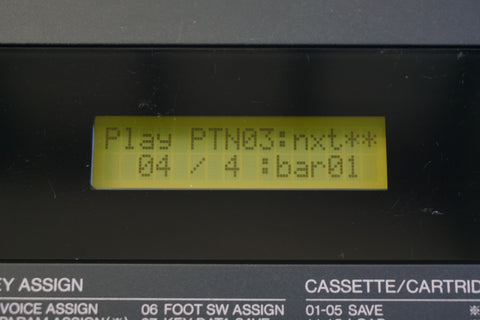 Play PTN03:nxt**
04 / 4 :bar01
EY ASSIGN
CASSETTE/CARTRID
VOICE ASSIGN
06 FOOT SW ASSIGN
01-05 SAVE
※